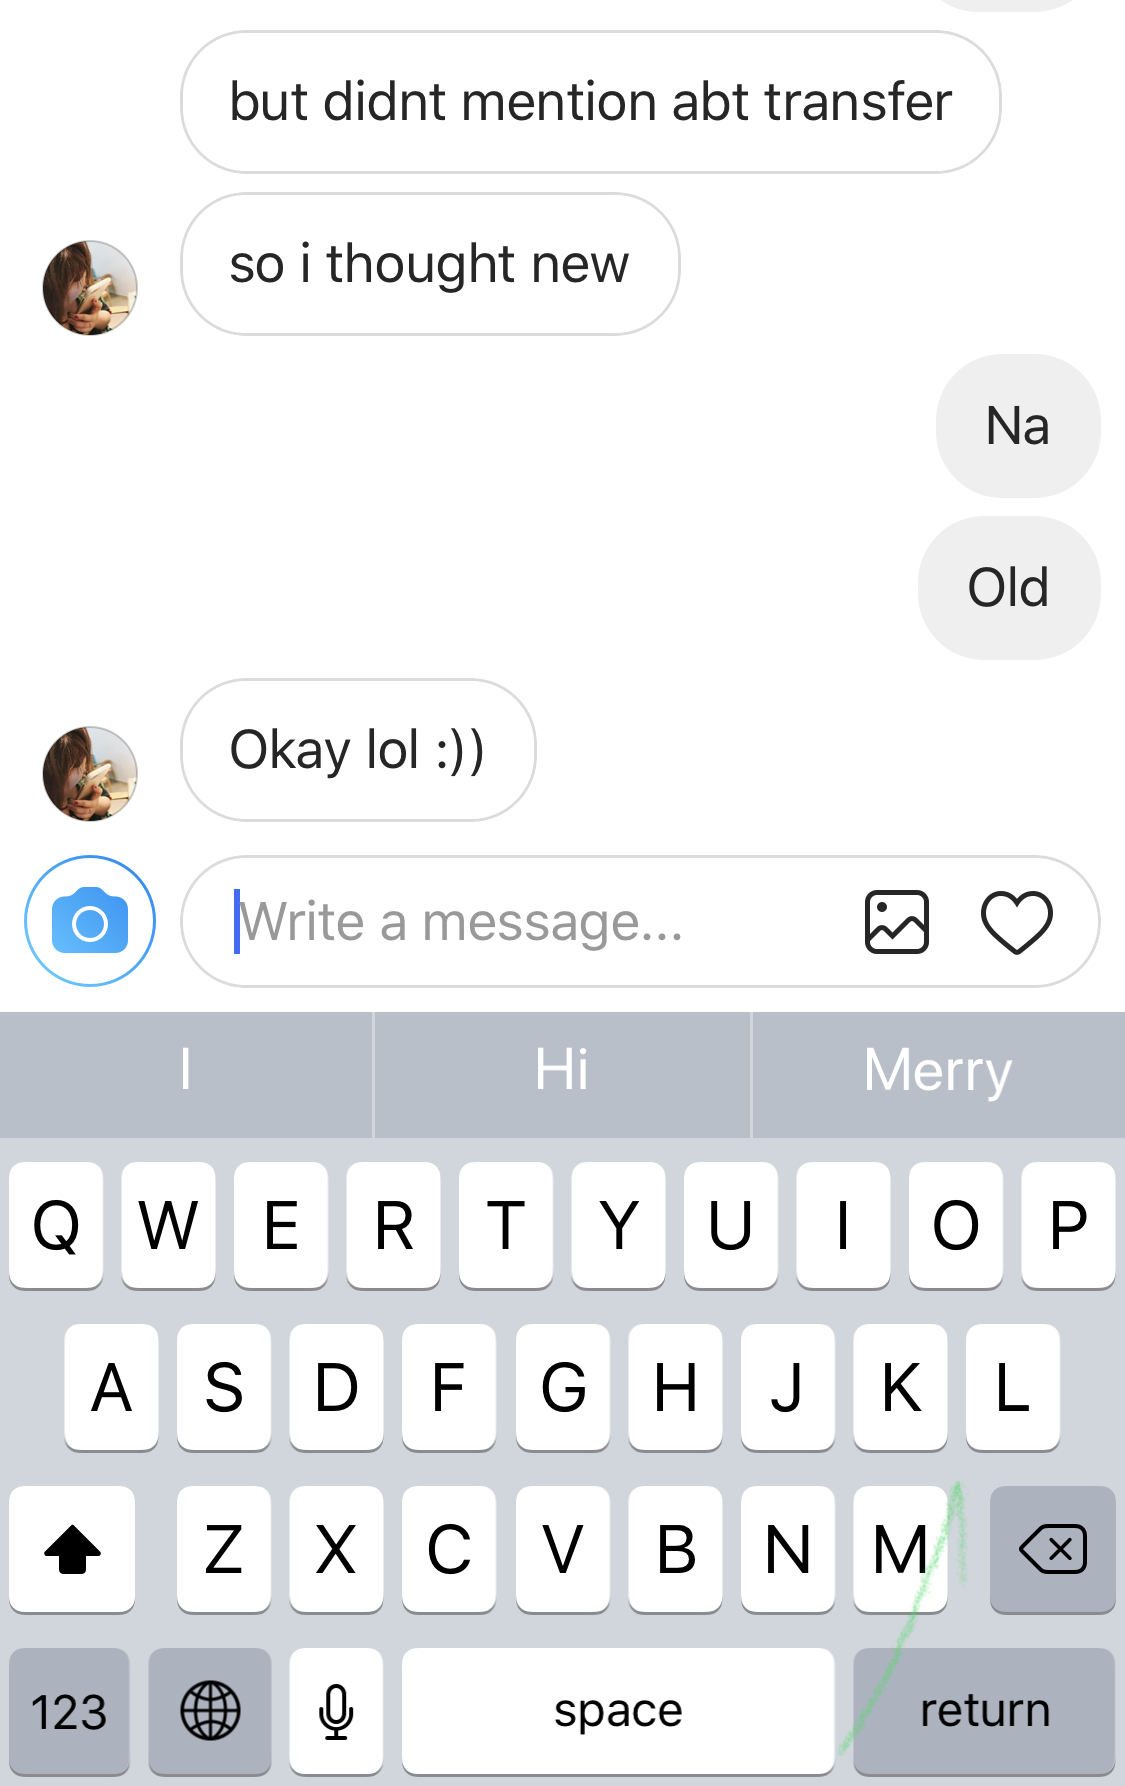 but didnt mention abt transfer
so i thought new
Na
Old
Okay lol :))
Write a message...
I Hi Merry
Q W E R T Y U I O P
A S D F G H J K L
Z X C V B N M
123 space return